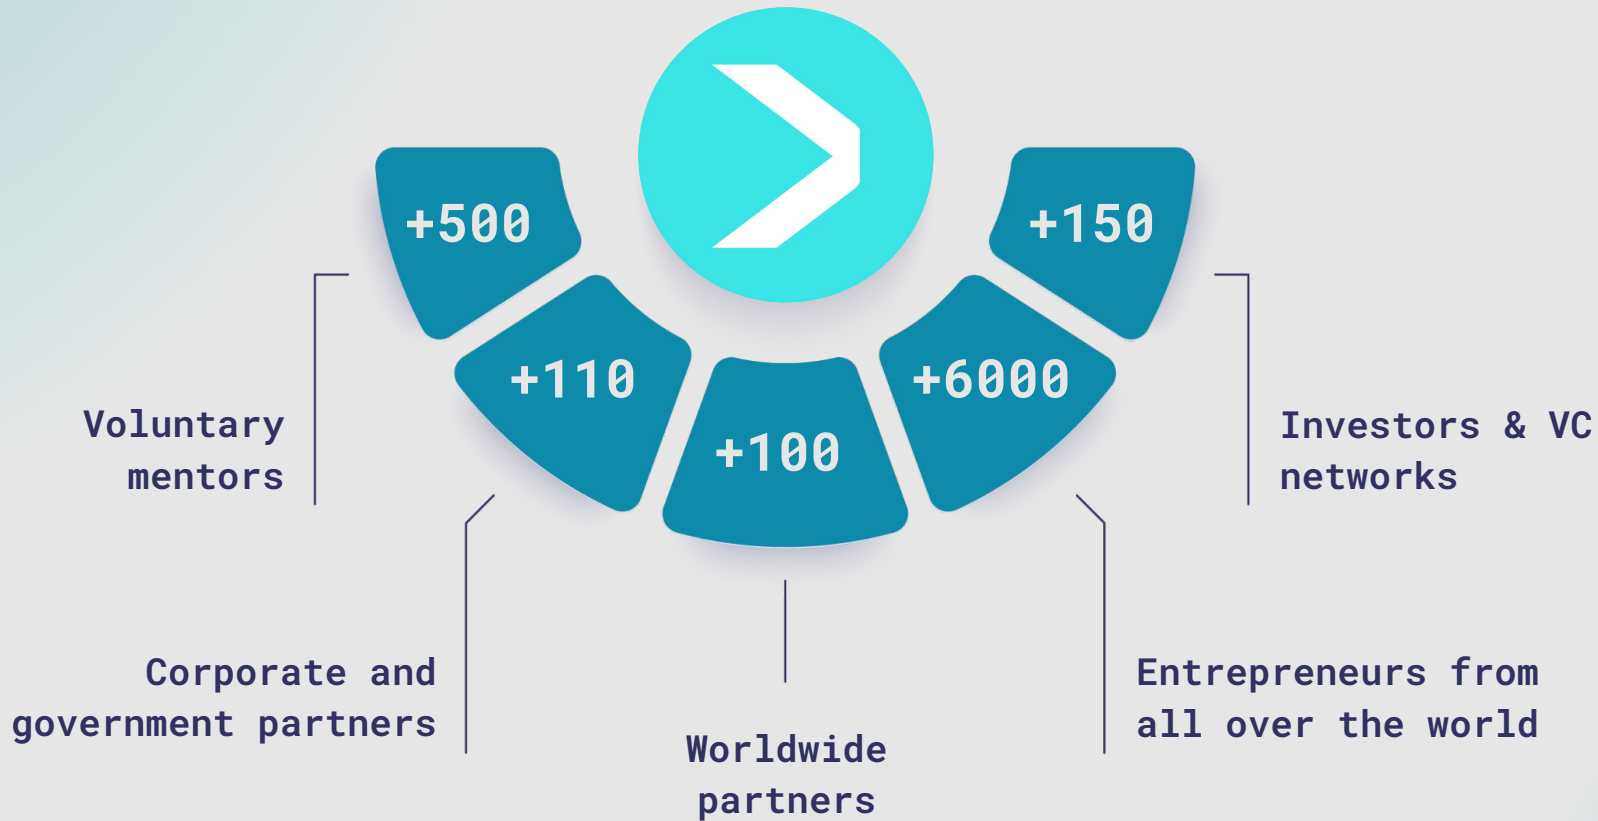 +500
+150
+110
+6000
+100
Voluntary
mentors
Investors & VC
networks
Corporate and
government partners
Entrepreneurs from
all over the world
Worldwide
partners